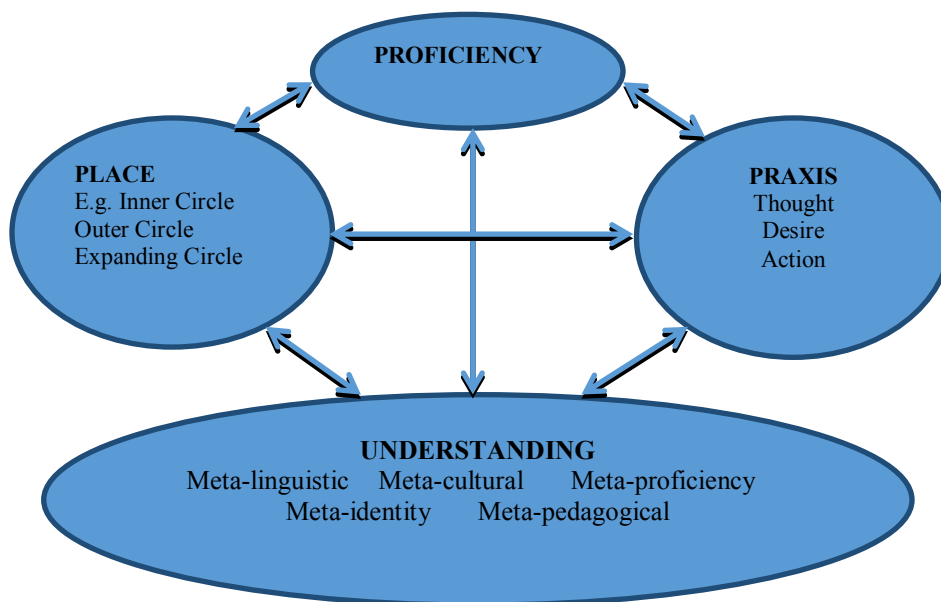 PROFICIENCY
PLACE
E.g. Inner Circle
Outer Circle
Expanding Circle
PRAXIS
Thought
Desire
Action
UNDERSTANDING
Meta-linguistic Meta-cultural Meta-proficiency
Meta-identity Meta-pedagogical